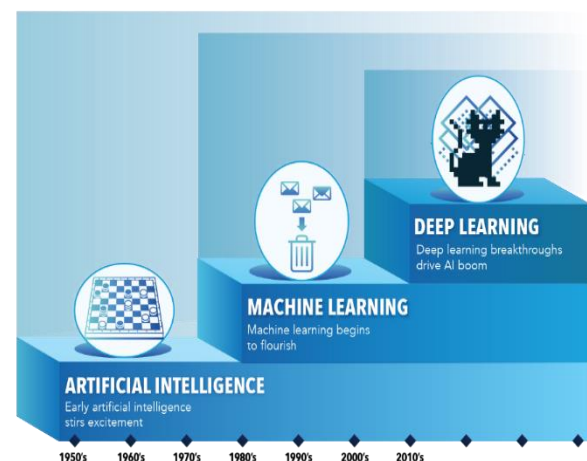 DEEP LEARNING
Deep learning breakthroughs
drive AI boom
MACHINE LEARNING
Machine learning begins
to flourish
ARTIFICIAL INTELLIGENCE
Early artificial intelligence
stirs excitement
1950's 1960's 1970's 1980's 1990's 2000's 2010's